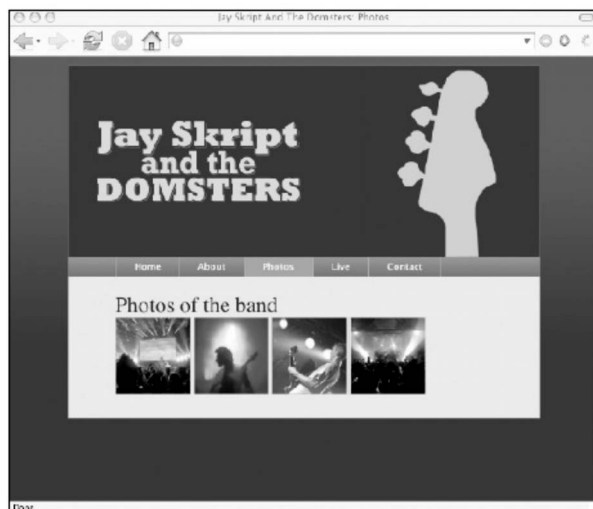 Jay Skript And The Domsters: Photos
Jay Skript
and the
DOMSTERS
Home About Photos Live Contact
Photos of the band
Done